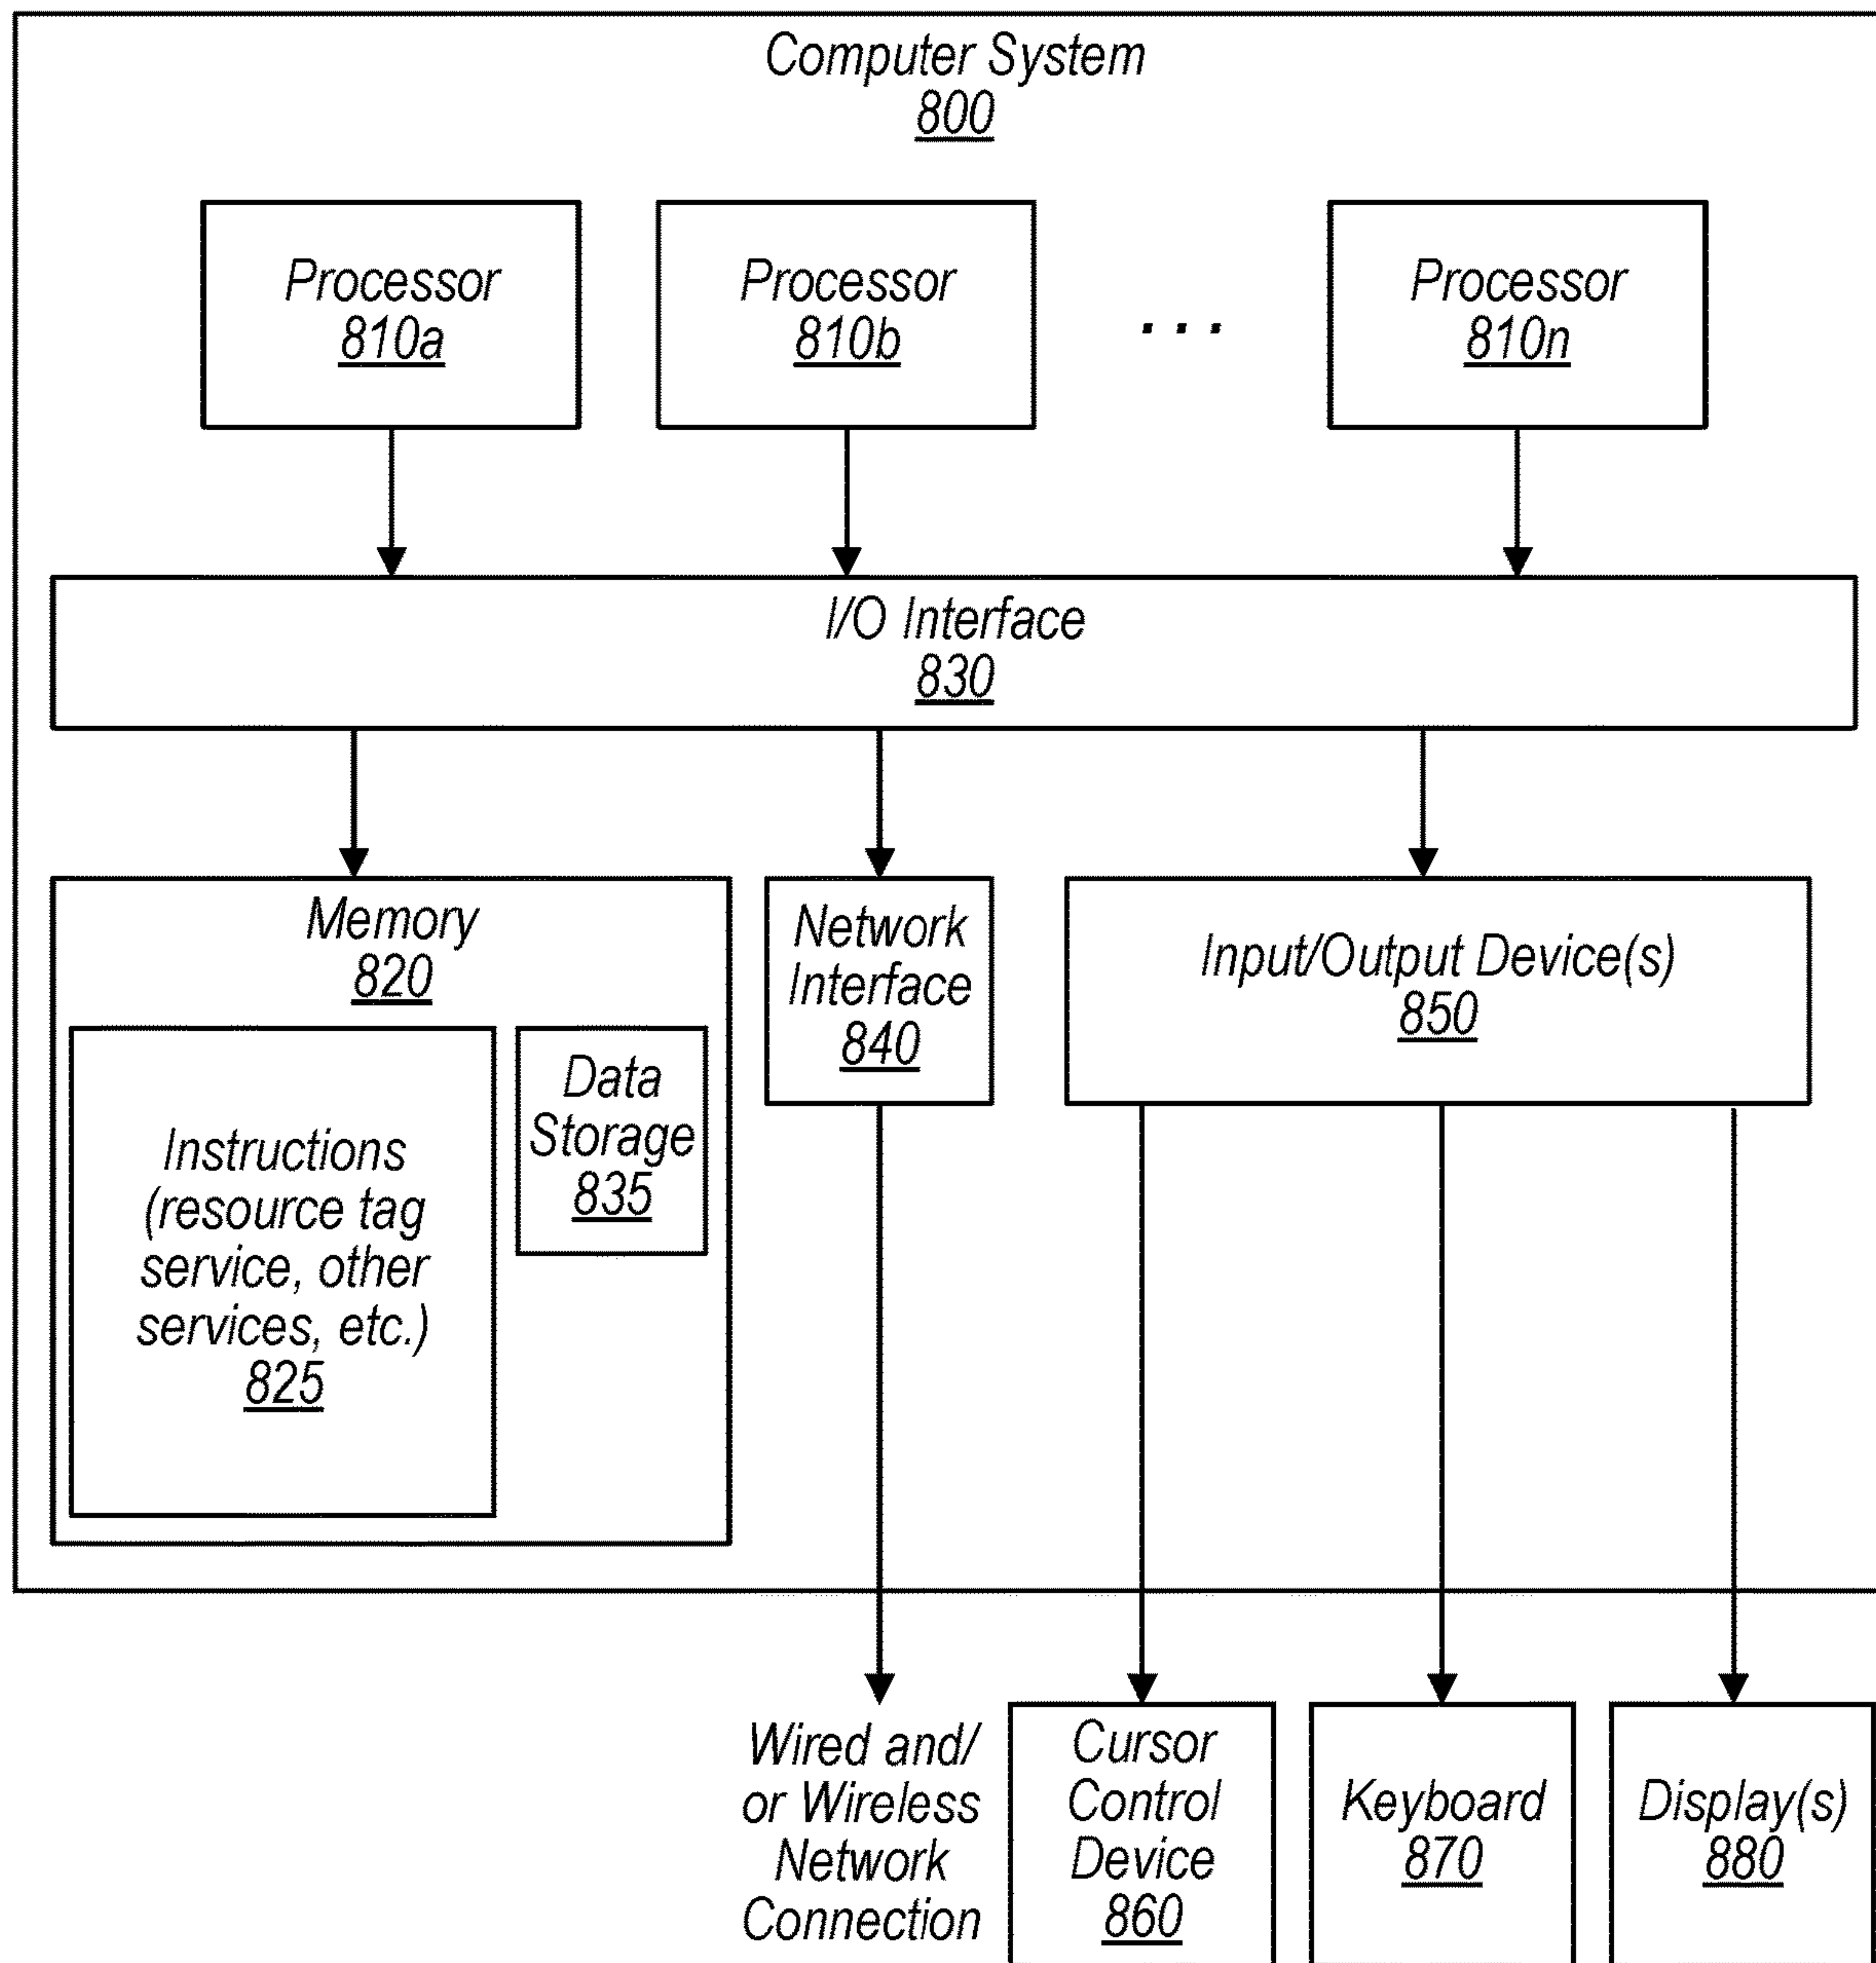 Computer System
800
Processor
810a
Processor
810b
. . .
Processor
810n
I/O Interface
830
Memory
820
Instructions
(resource tag
service, other
services, etc.)
825
Data
Storage
835
Network
Interface
840
Input/Output Device(s)
850
Wired and/
or Wireless
Network
Connection
Cursor
Control
Device
860
Keyboard
870
Display(s)
880